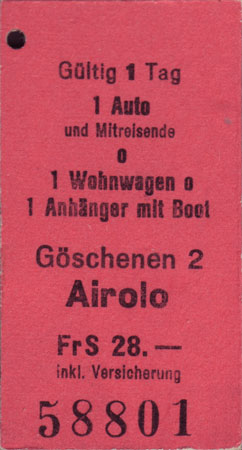 Gültig 1 Tag
1 Auto
und Mitreisende
o
1 Wohnwagen o
1 Anhänger mit Boot
Göschenen 2
Airolo
FrS 28.—
inkl. Versicherung
58801